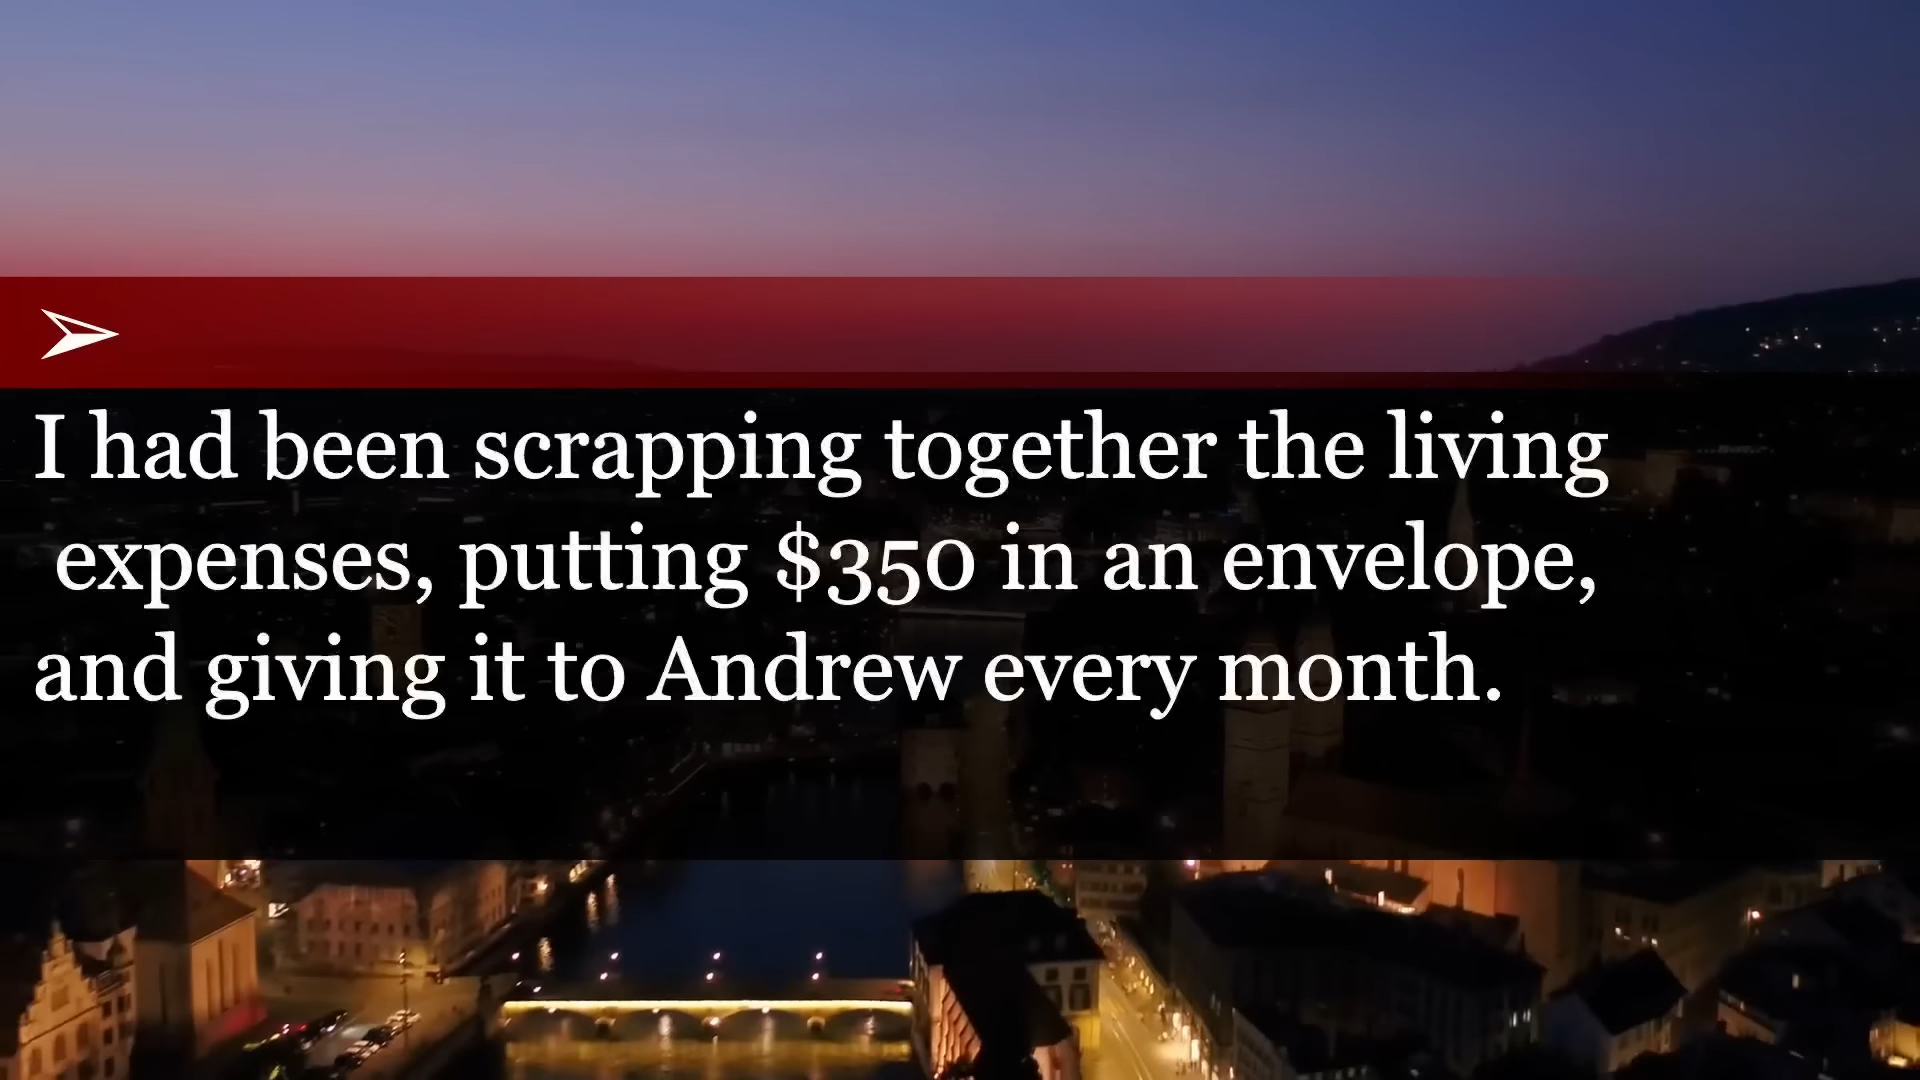 I had been scrapping together the living
expenses, putting $350 in an envelope,
and giving it to Andrew every month.